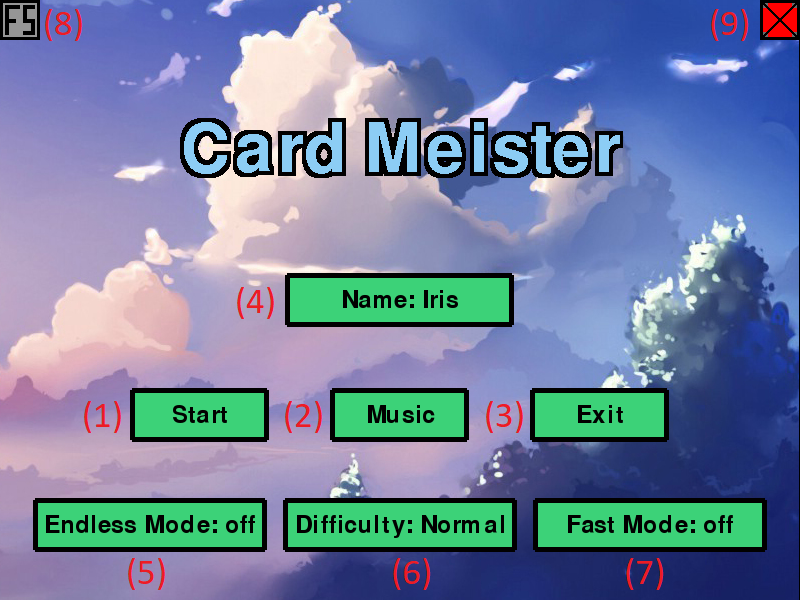 FS (8) (9)
Card Meister
(4) Name: Iris
(1) Start (2) Music (3) Exit
Endless Mode: off Difficulty: Normal Fast Mode: off
(5) (6) (7)